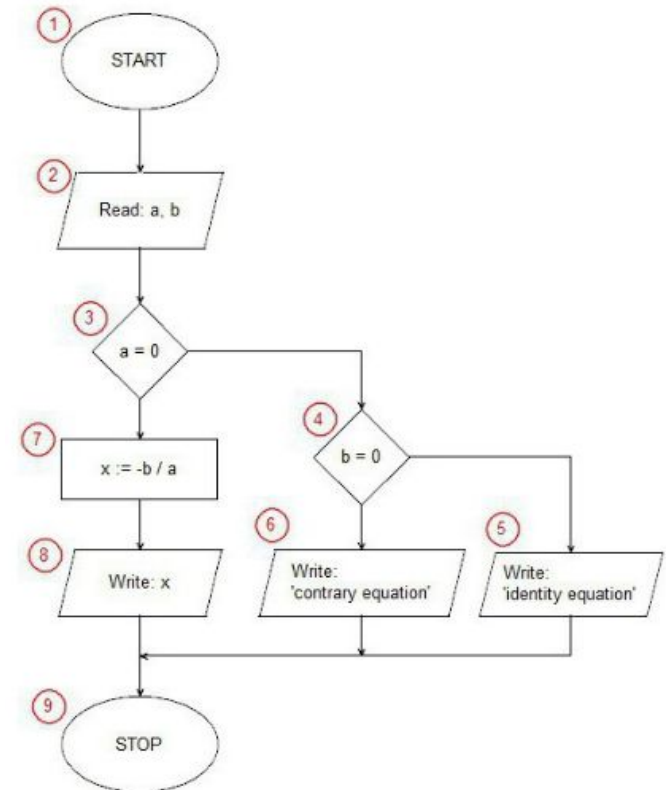 1
START
2
Read: a, b
3
a = 0
4
b = 0
7
x := -b / a
6
5
8
Write: x
Write:
'contrary equation'
Write:
'identity equation'
9
STOP